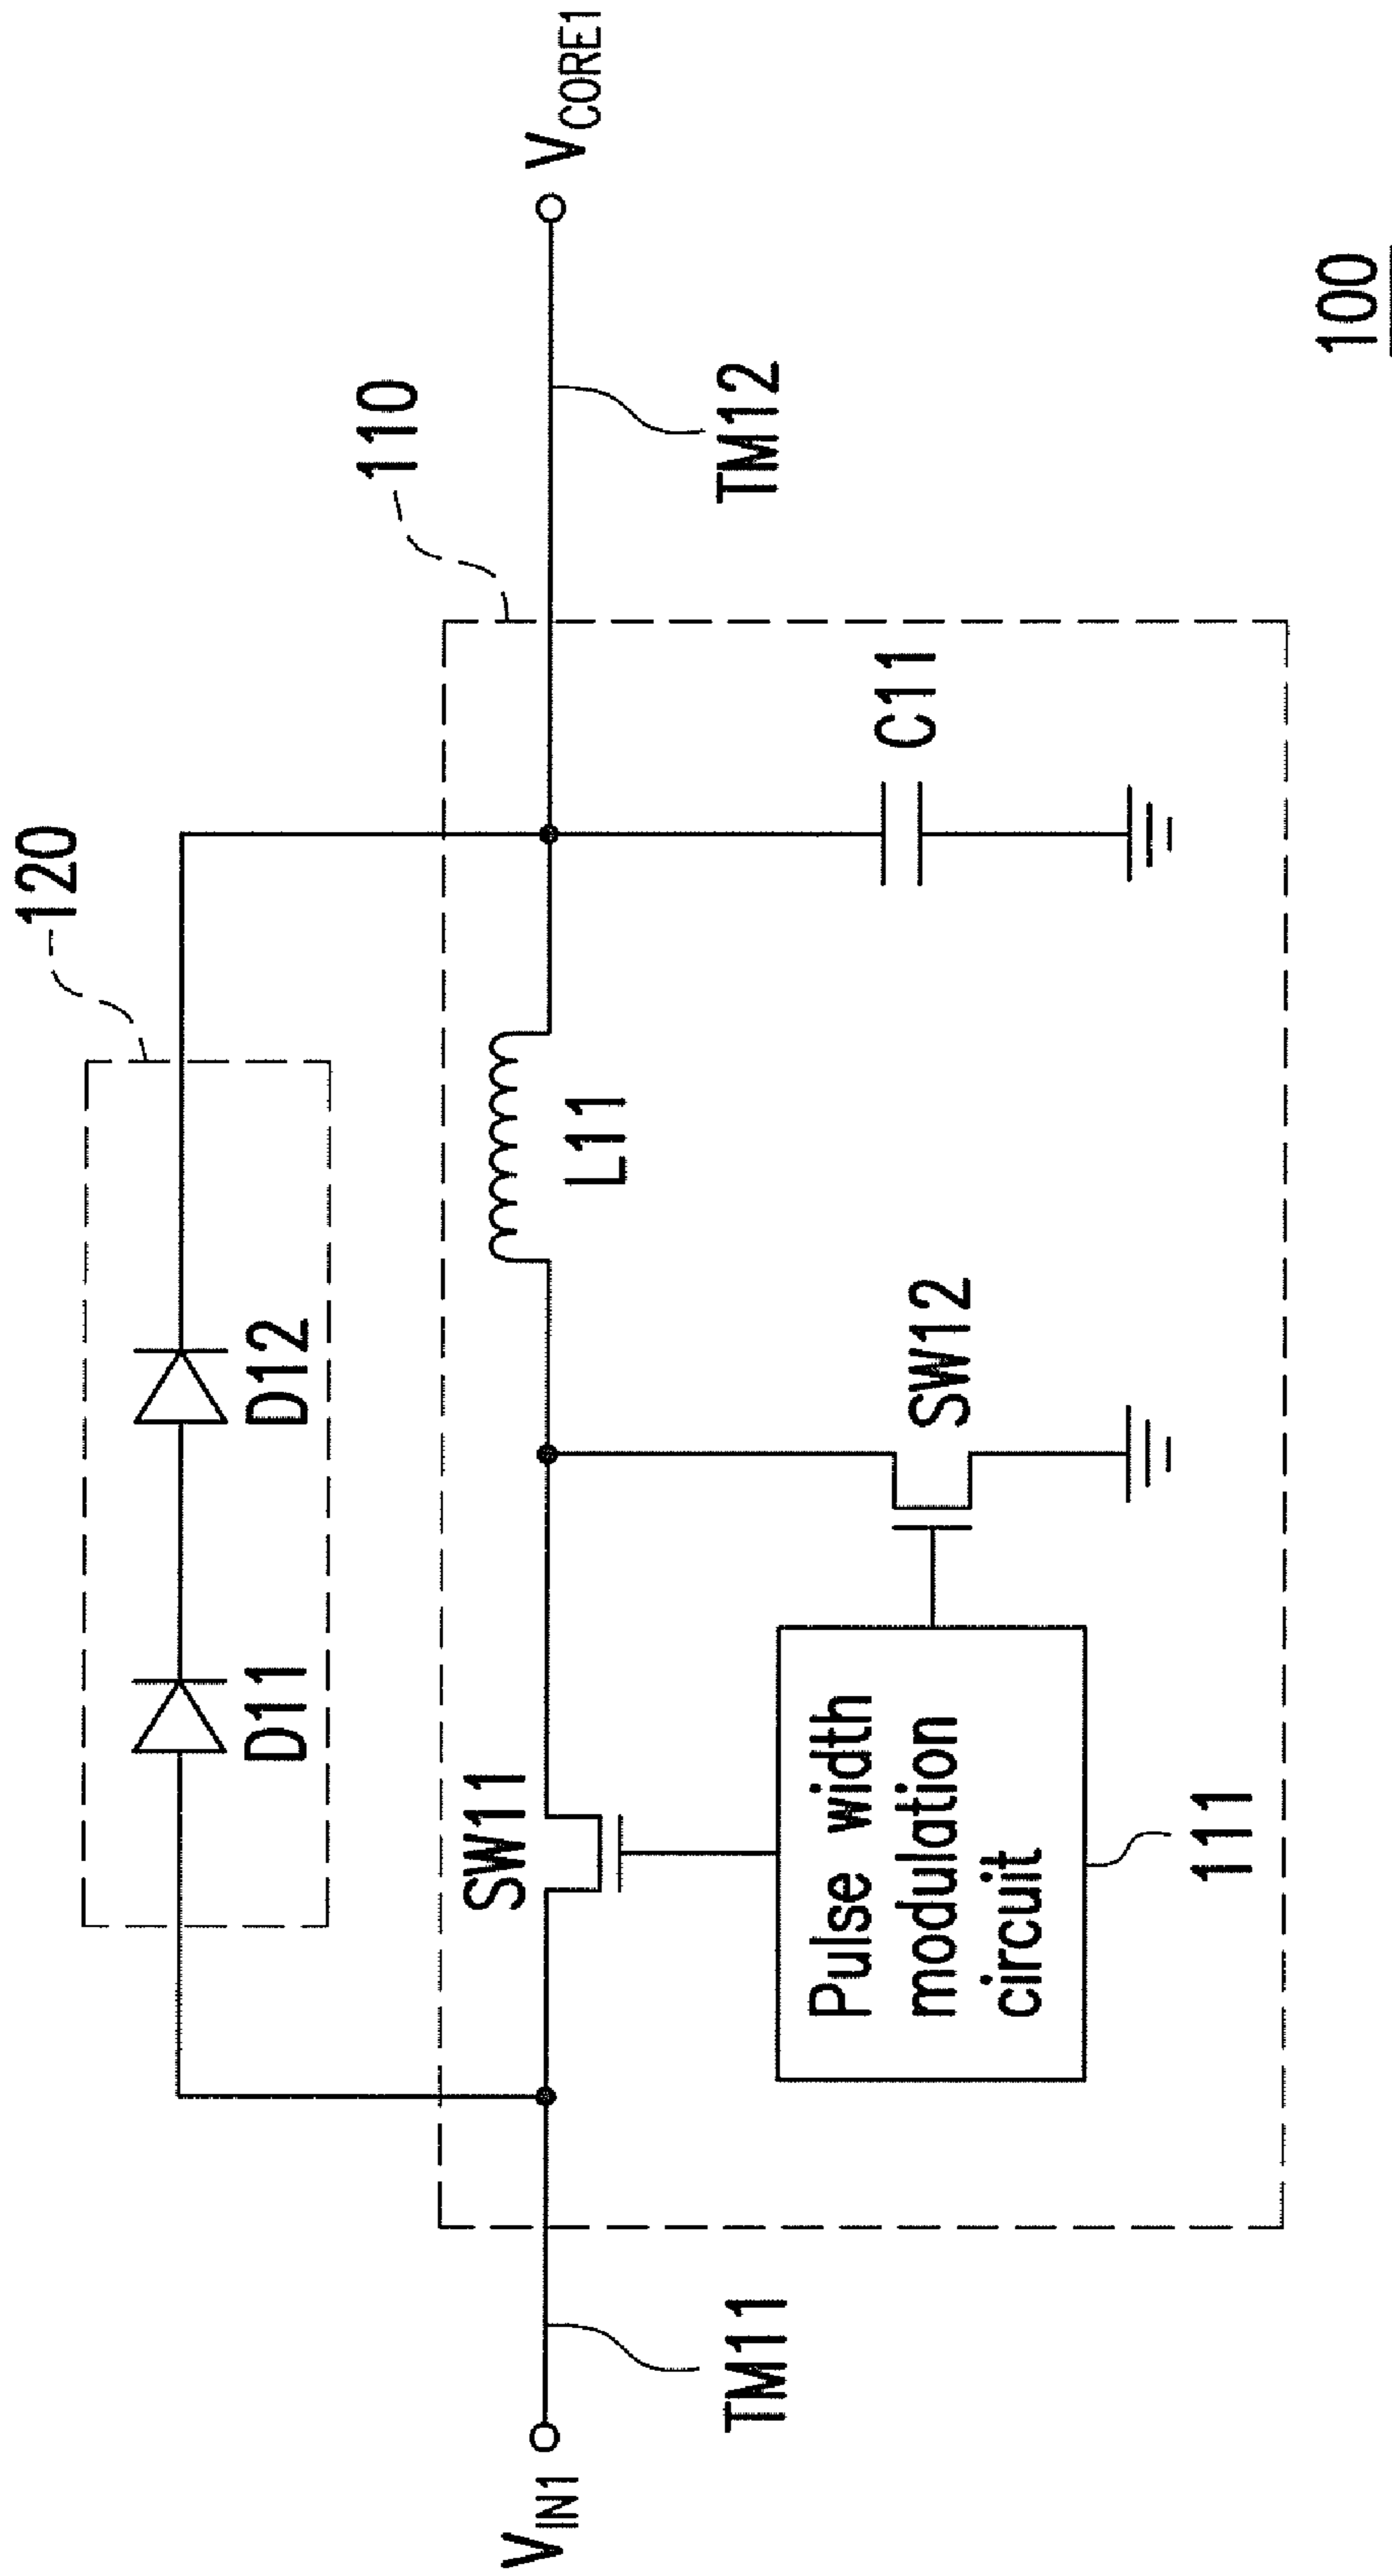 120
D11
D12
110
V_IN1
TM11
SW11
L11
V_CORE1
TM12
Pulse width
modulation
circuit
SW12
C11
111
100